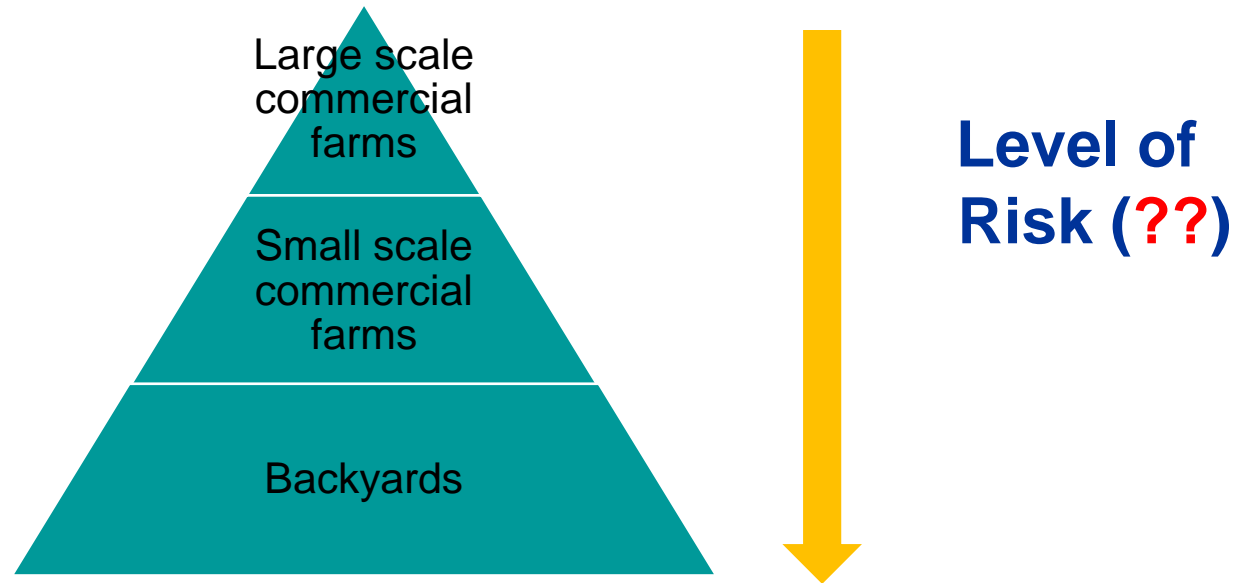 Large scale
commercial
farms
Small scale
commercial
farms
Backyards
Level of
Risk (??)